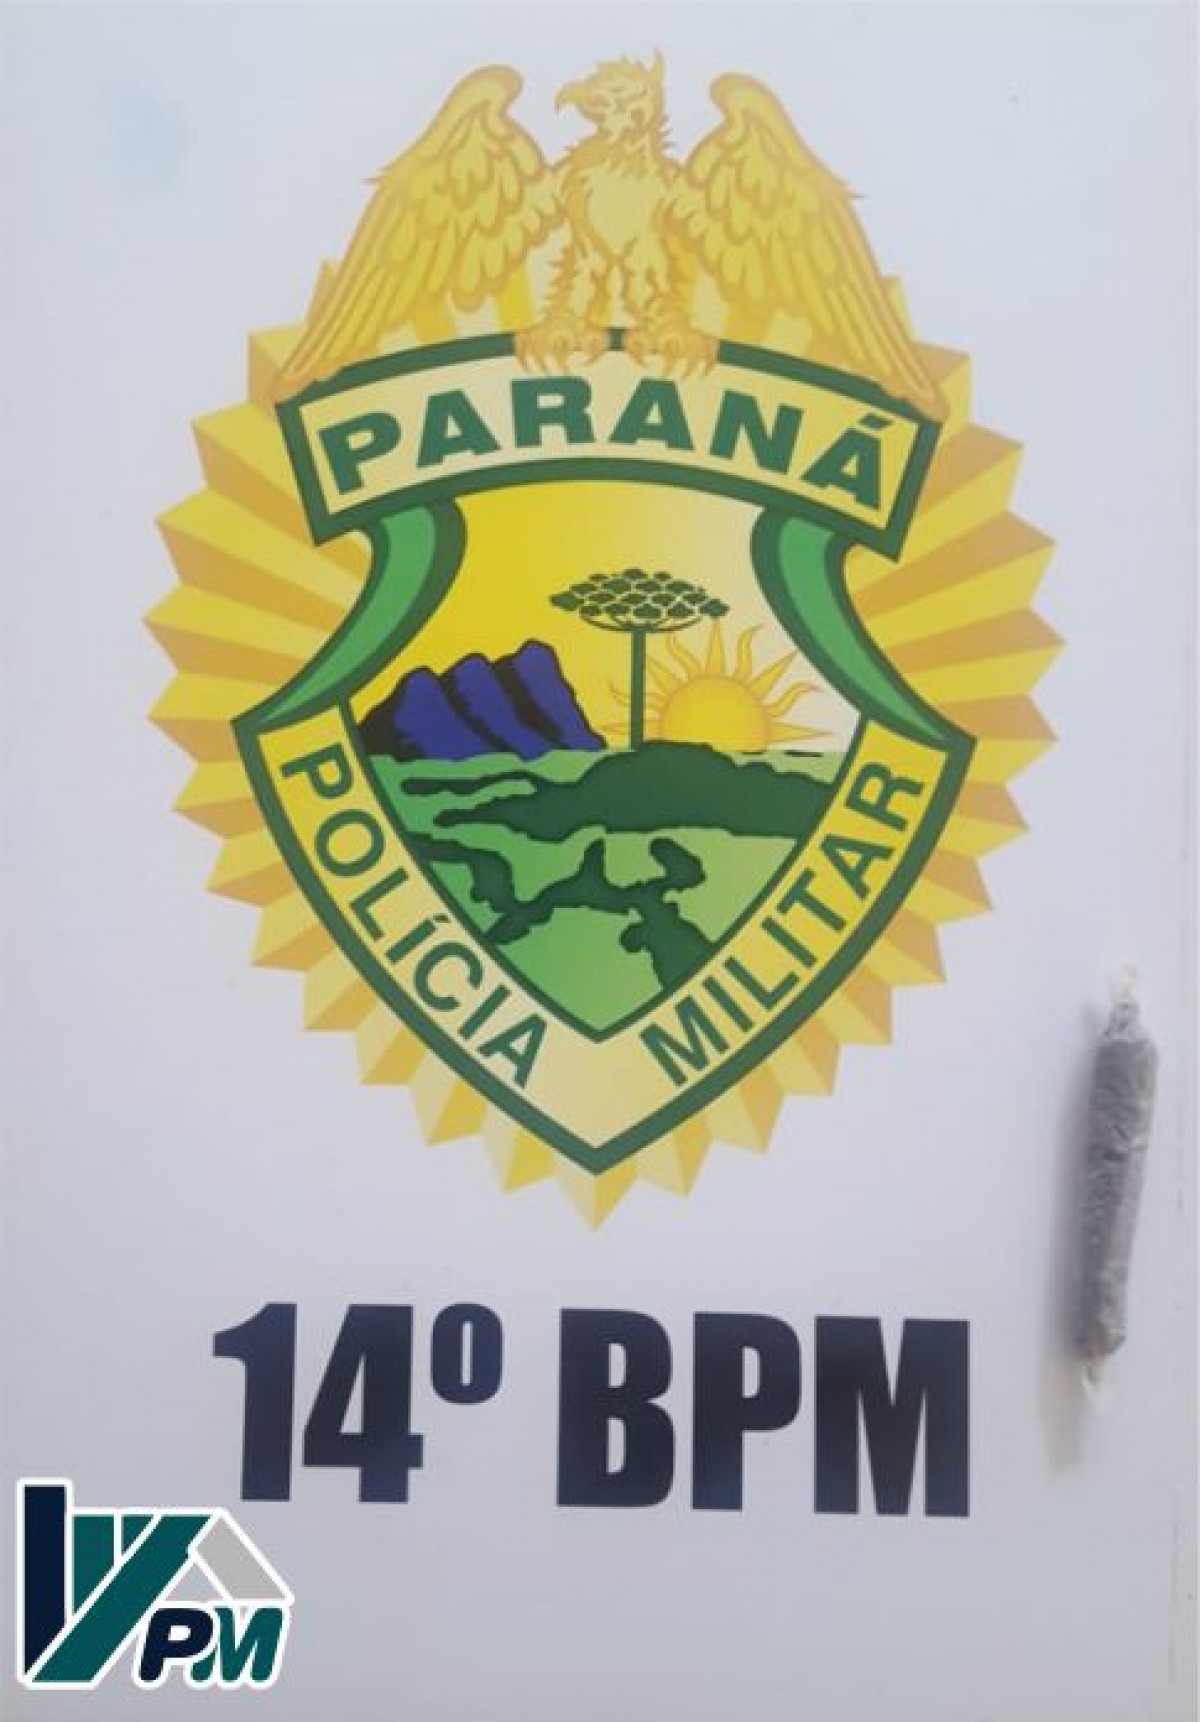 PARANÁ
POLÍCIA MILITAR
14º BPM
PM